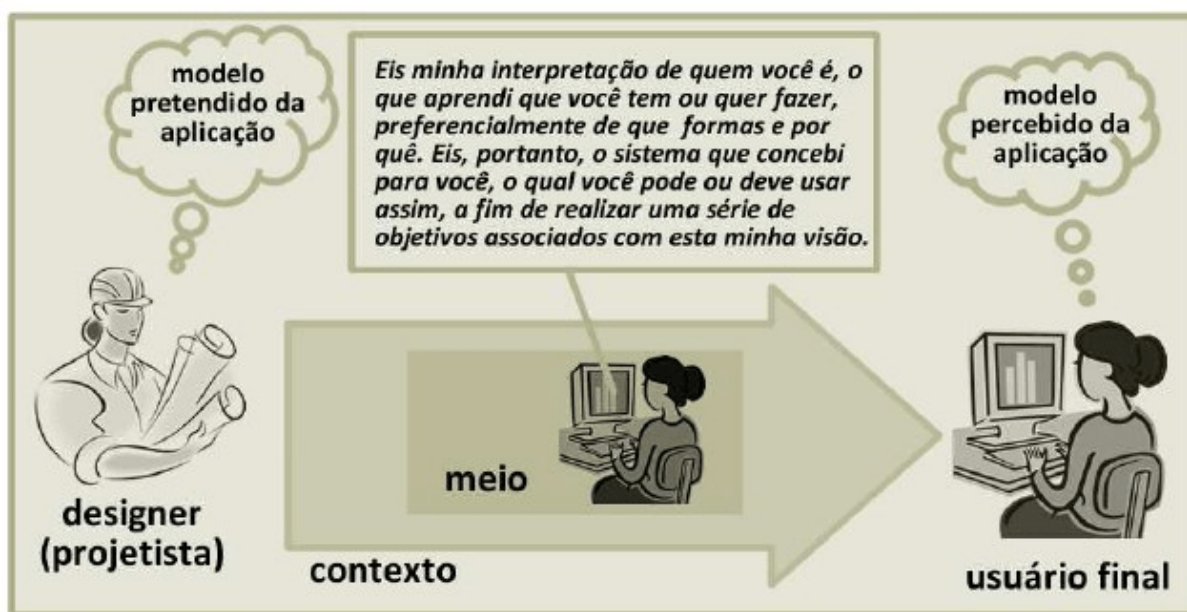 modelo
pretendido da
aplicação
Eis minha interpretação de quem você é, o
que aprendi que você tem ou quer fazer,
preferencialmente de que formas e por
quê. Eis, portanto, o sistema que concebi
para você, o qual você pode ou deve usar
assim, a fim de realizar uma série de
objetivos associados com esta minha visão.
modelo
percebido da
aplicação
designer
(projetista)
meio
contexto
usuário final